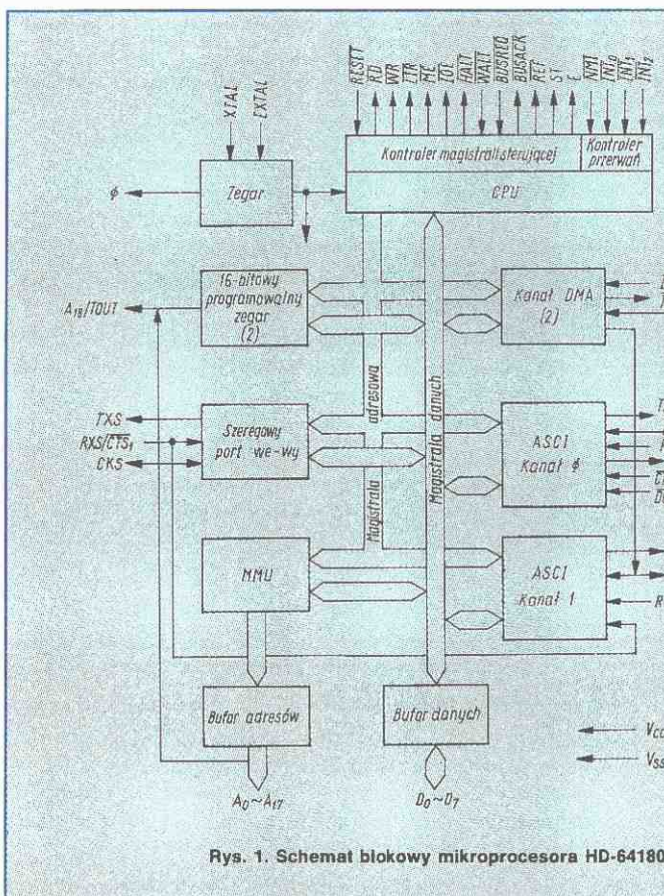 RESET
RD
WR
LIR
ME
IOE
HALT
WAIT
BUSREQ
BUSACK
REF
ST
E
NMI
INT0
INT1
INT2
XTAL
EXTAL
Kontroler magistrali sterującej
Kontroler przerwań
CPU
ϕ
Zegar
16-bitowy programowalny zegar (2)
A18/TOUT
Kanał DMA (2)
Magistrala adresowa
Magistrala danych
TXS
RXS/CTS1
CKS
Szeregowy port we-wy
ASCI Kanał ϕ
MMU
ASCI Kanał 1
Bufor adresów
Bufor danych
VSS
A0~A17
D0~D7
Rys. 1. Schemat blokowy mikroprocesora HD-64180